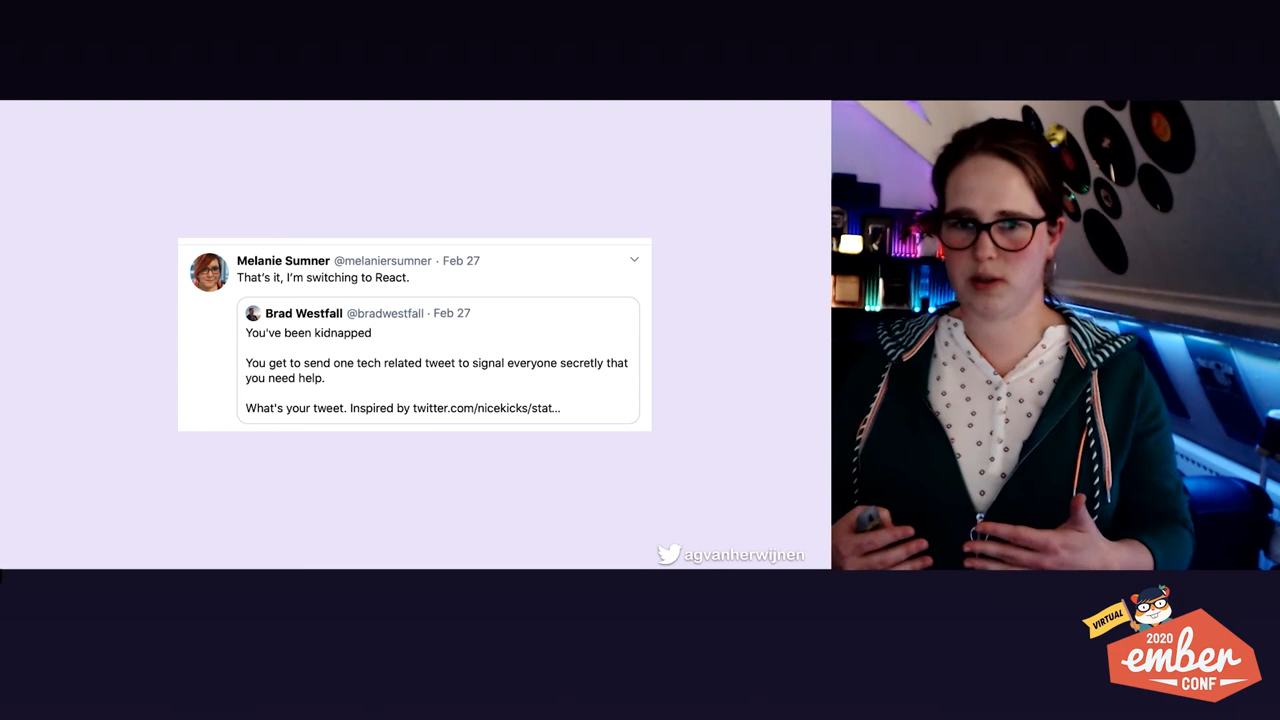 Melanie Sumner @melaniersumner · Feb 27
That's it, I'm switching to React.
Brad Westfall @bradwestfall · Feb 27
You've been kidnapped
You get to send one tech related tweet to signal everyone secretly that
you need help.
What's your tweet. Inspired by twitter.com/nicekicks/stat...
agvanherwijnen
VIRTUAL
2020
ember
CONF